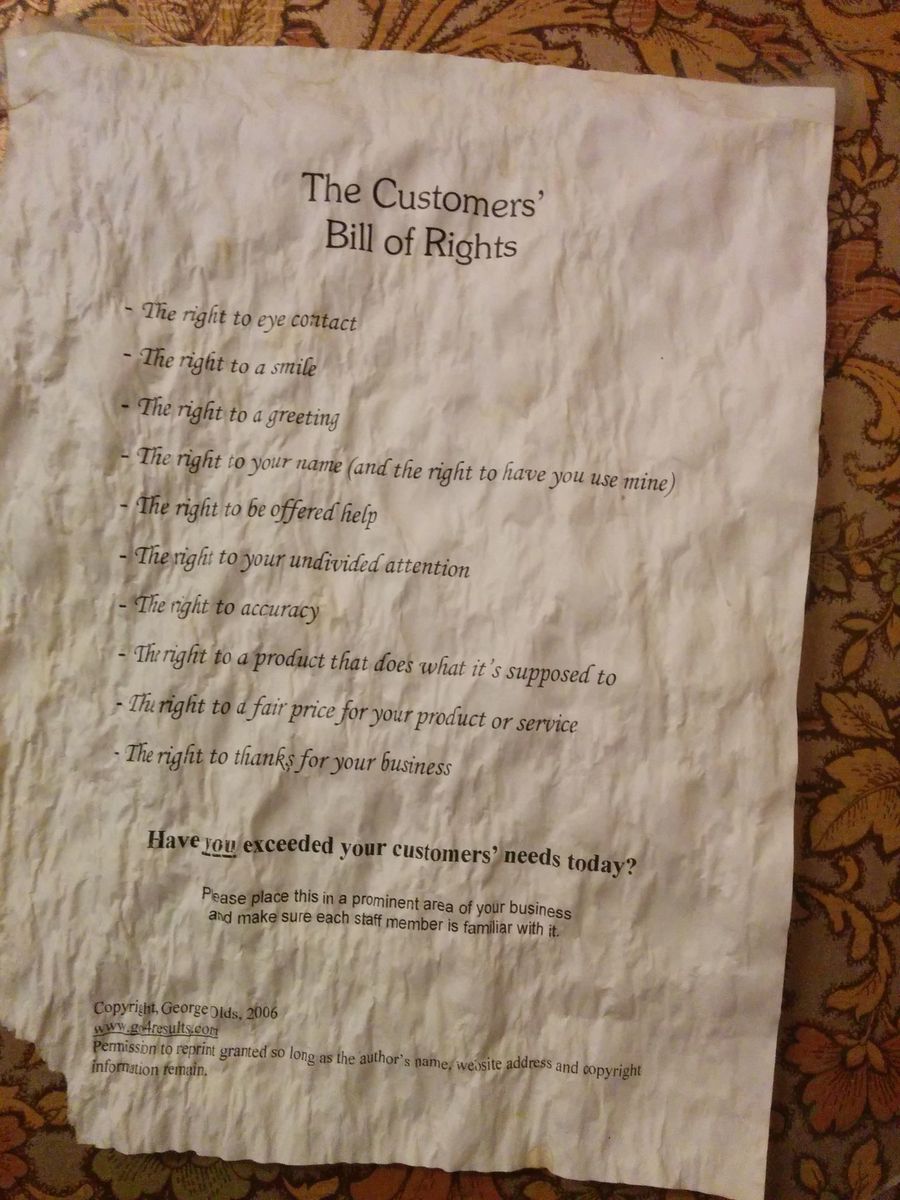 The Customers'
Bill of Rights
- The right to eye contact
- The right to a smile
- The right to a greeting
- The right to your name (and the right to have you use mine)
- The right to be offered help
- The right to your undivided attention
- The right to accuracy
- The right to a product that does what it's supposed to
- The right to a fair price for your product or service
- The right to thanks for your business
Have you exceeded your customers' needs today?
Please place this in a prominent area of your business
and make sure each staff member is familiar with it.
Copyright, George Olds, 2006
www.go4results.com
Permission to reprint granted so long as the author's name, website address and copyright
information remain.